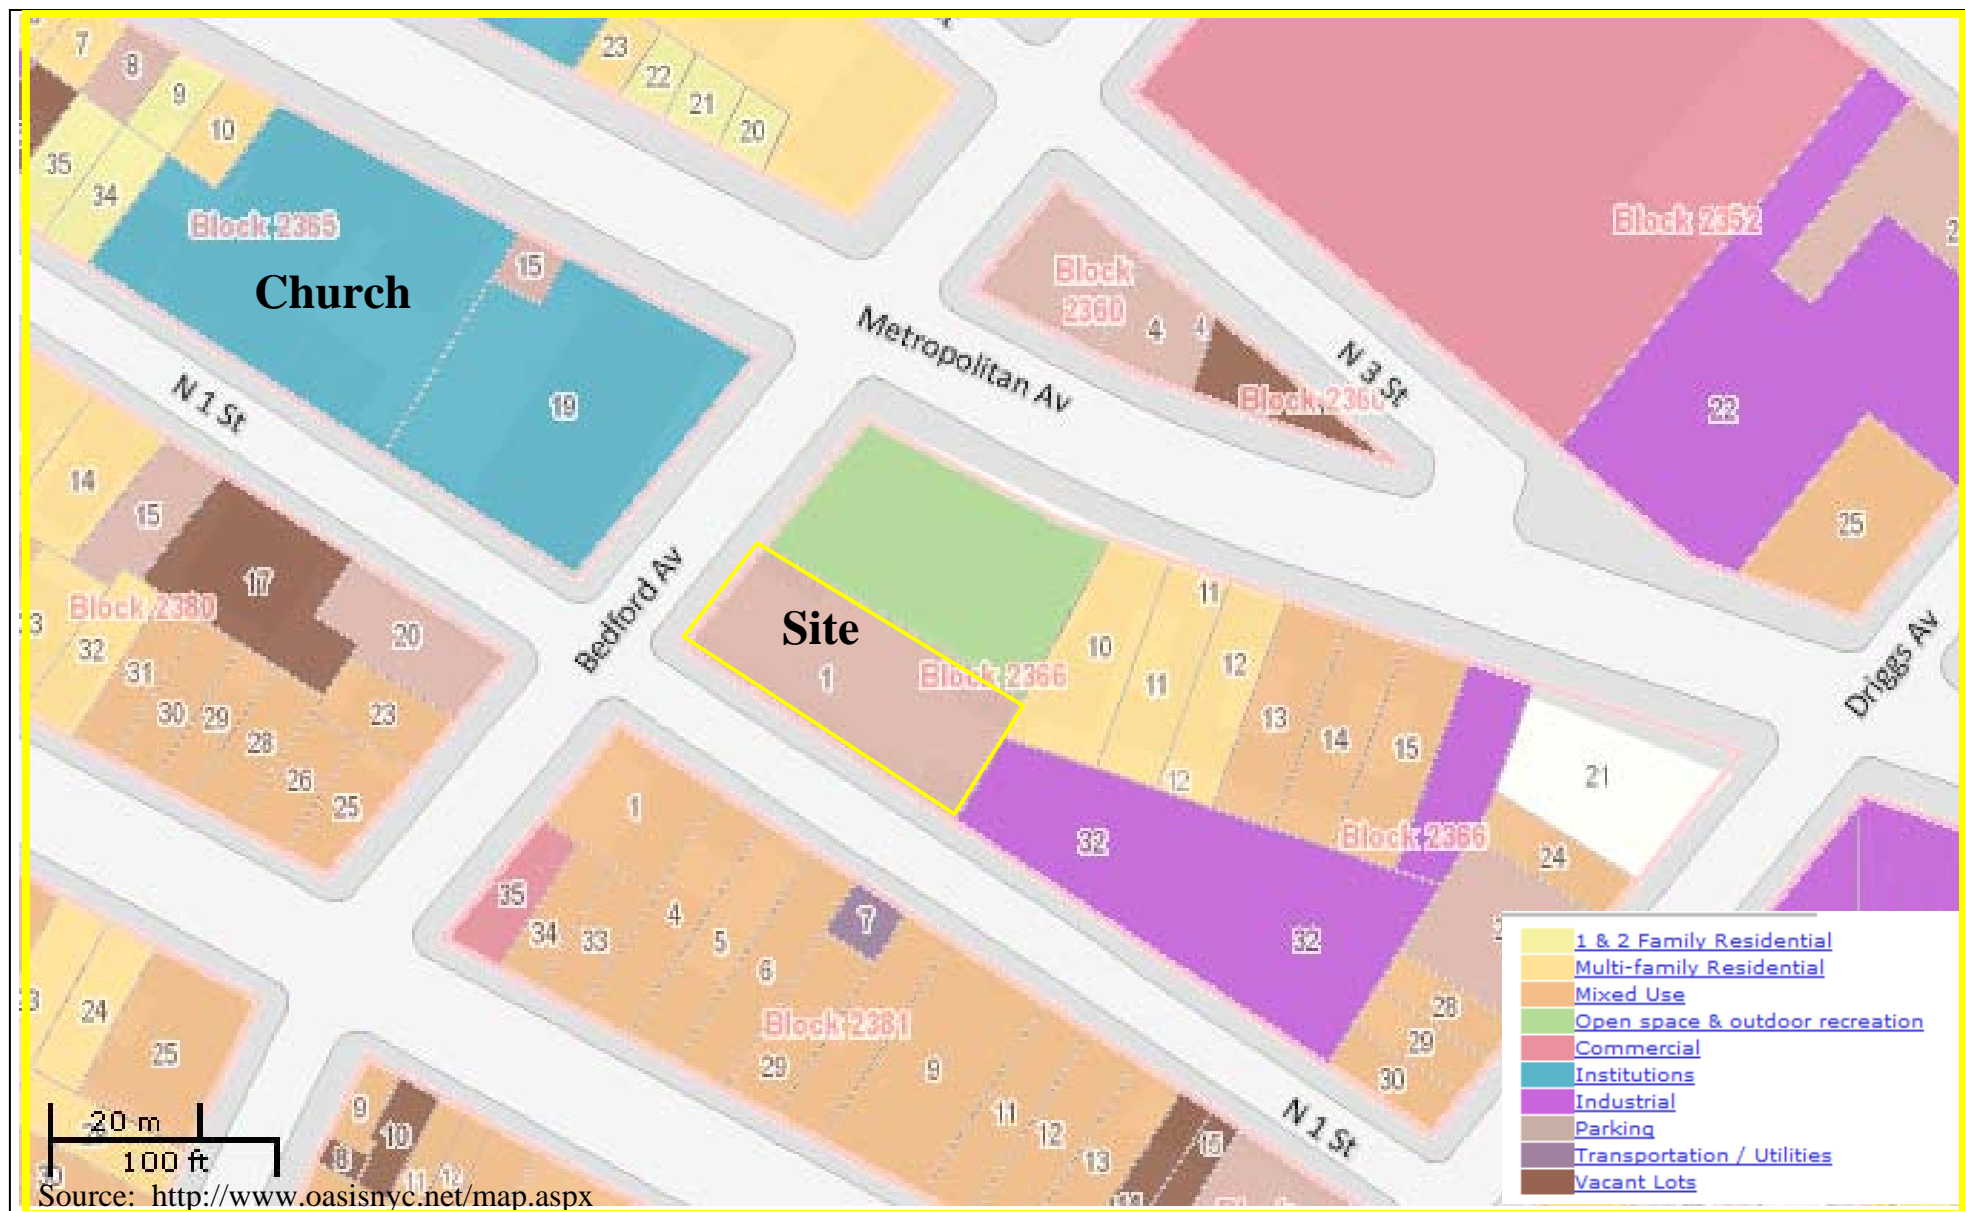 7
8
9
10
35
34
Block 2365
Church
15
19
23
22
21
20
Metropolitan Av
Block
2360
4
4
Block 2360
N 3 St
Block 2352
22
25
N 1 St
14
15
17
Block 2380
20
32
31
30
29
28
26
25
23
Bedford Av
Site
1
Block 2366
10
11
11
12
12
13
14
15
21
24
Driggs Av
32
Block 2366
32
28
29
30
1
35
34
33
4
5
6
7
Block 2381
29
9
11
12
13
15
N 1 St
24
25
9
10
8
20 m
100 ft
Source: http://www.oasisnyc.net/map.aspx
1 & 2 Family Residential
Multi-family Residential
Mixed Use
Open space & outdoor recreation
Commercial
Institutions
Industrial
Parking
Transportation / Utilities
Vacant Lots